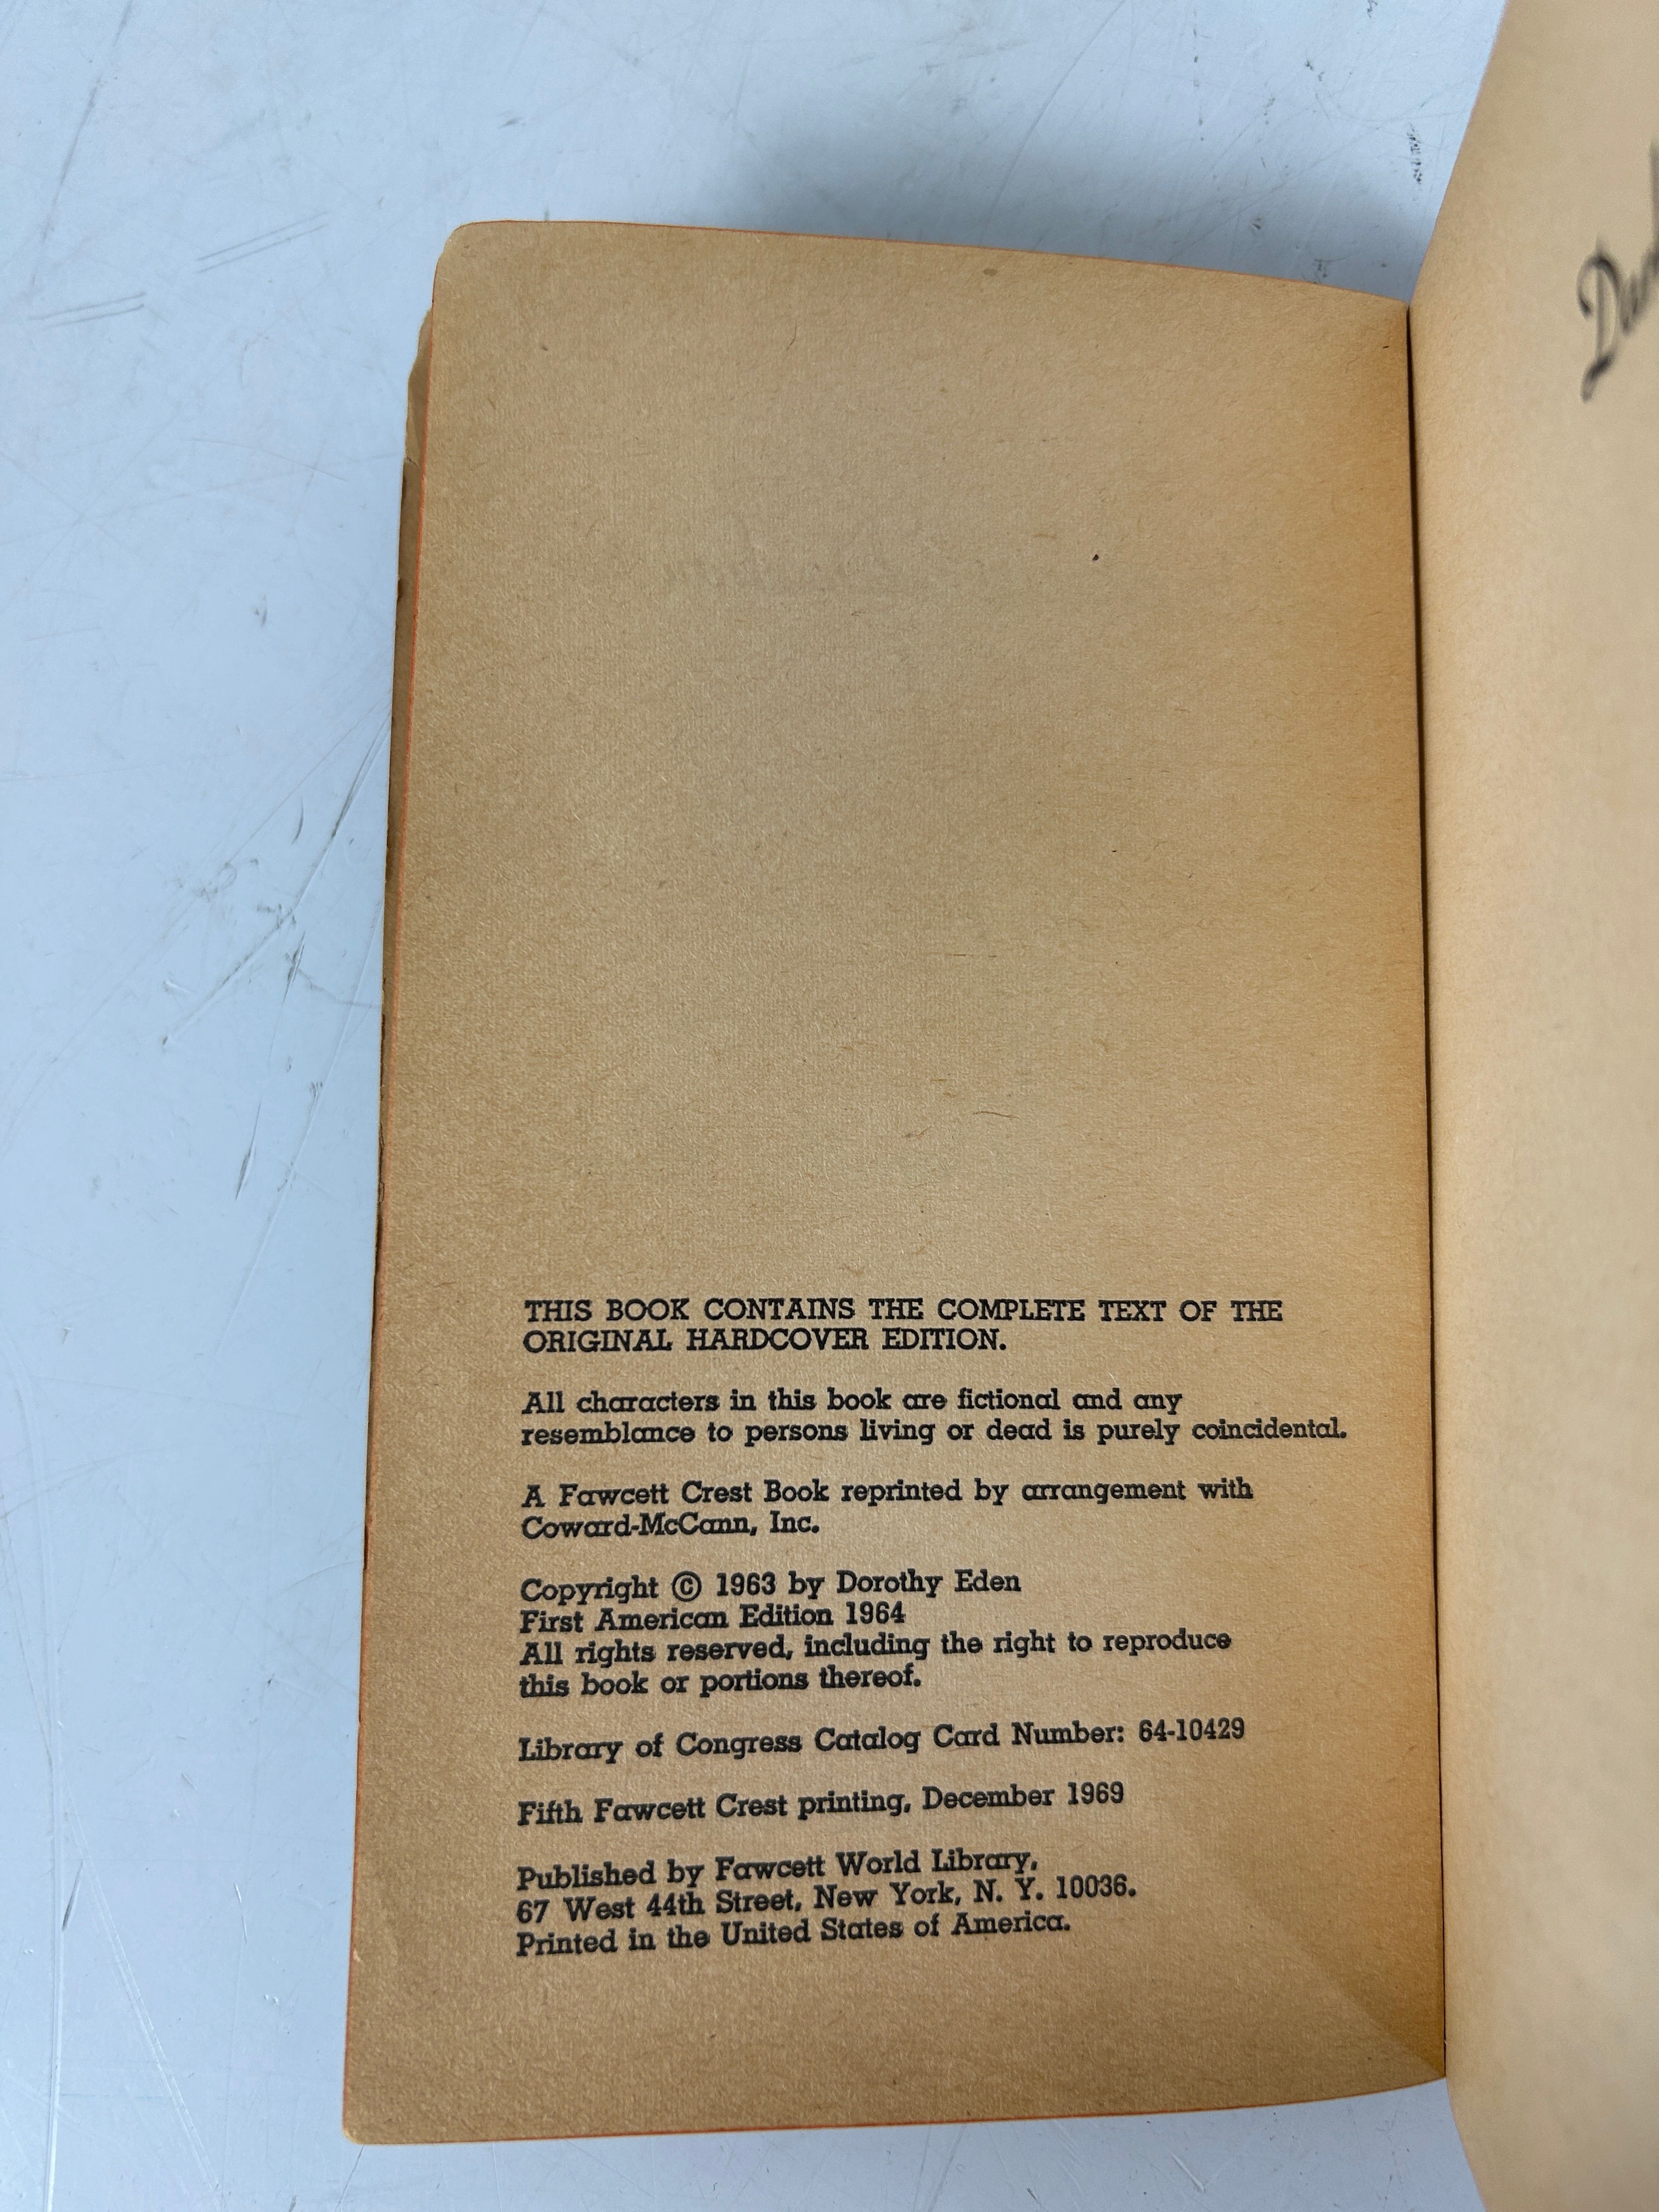 THIS BOOK CONTAINS THE COMPLETE TEXT OF THE
ORIGINAL HARDCOVER EDITION.
All characters in this book are fictional and any
resemblance to persons living or dead is purely coincidental.
A Fawcett Crest Book reprinted by arrangement with
Coward-McCann, Inc.
Copyright © 1963 by Dorothy Eden
First American Edition 1964
All rights reserved, including the right to reproduce
this book or portions thereof.
Library of Congress Catalog Card Number: 64-10429
Fifth Fawcett Crest printing, December 1969
Published by Fawcett World Library,
67 West 44th Street, New York, N. Y. 10036.
Printed in the United States of America.